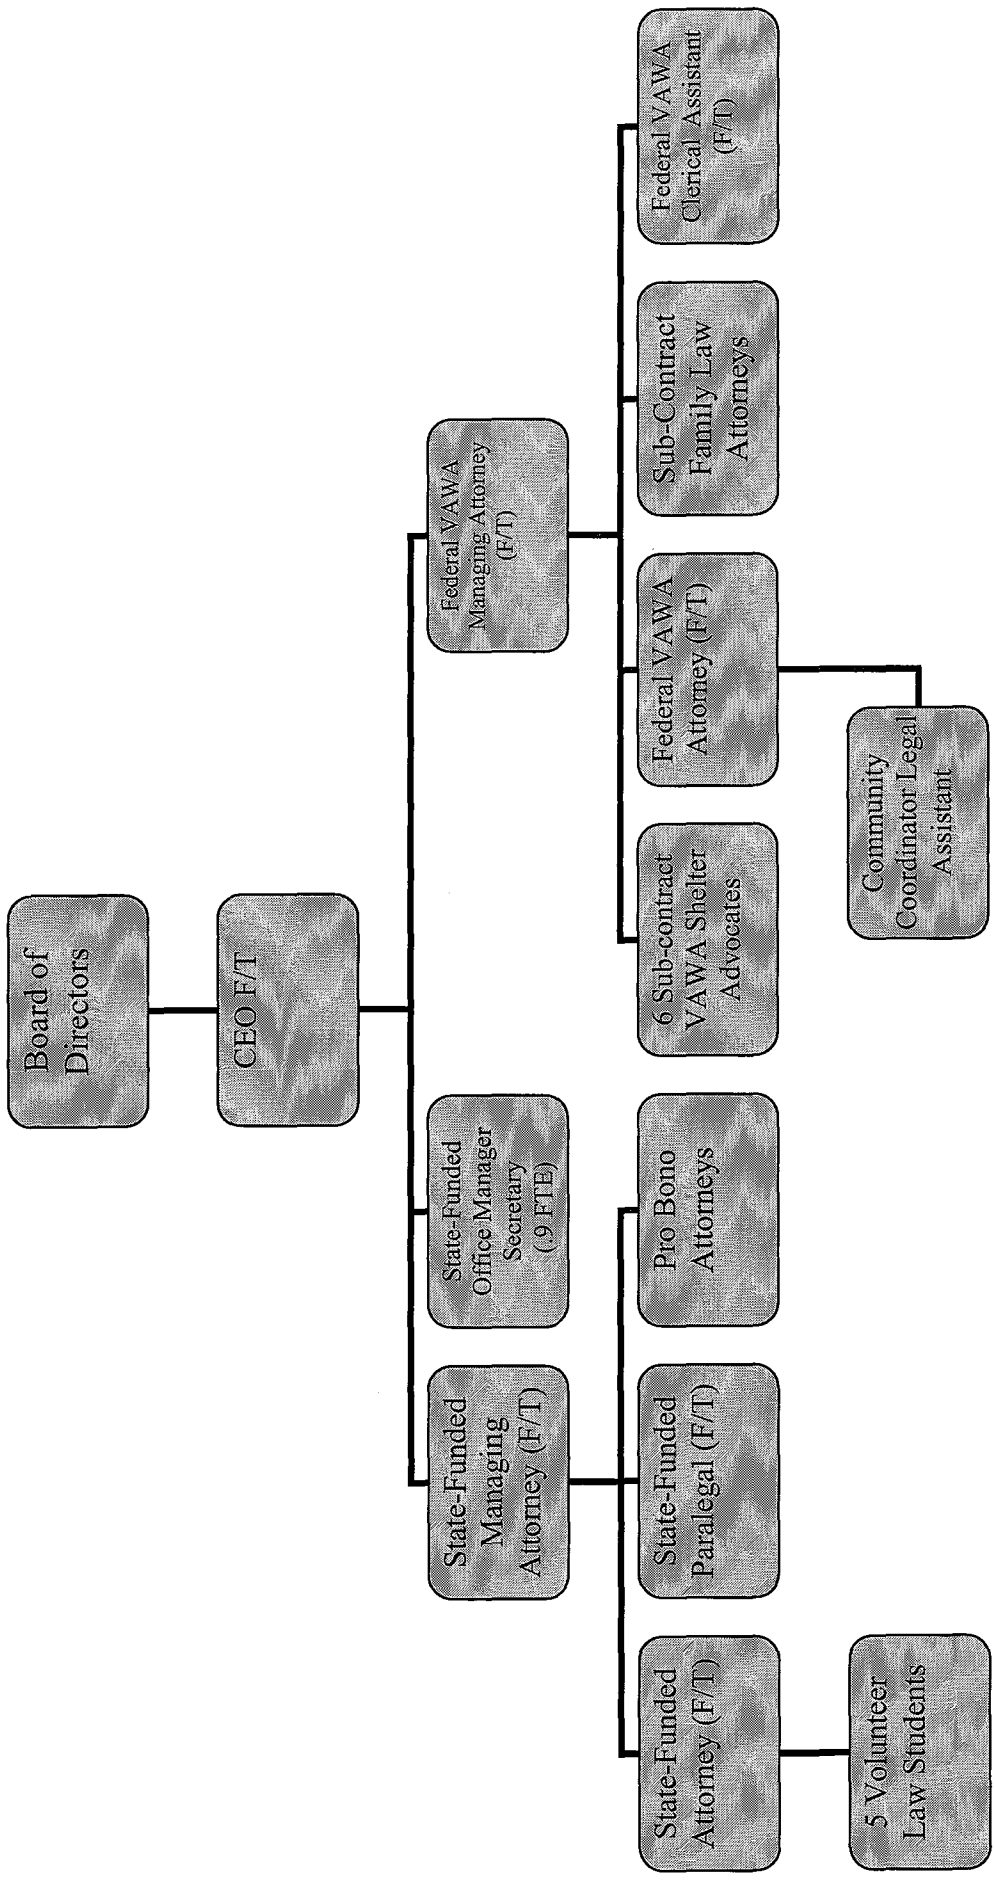 Board of
Directors
CEO F/T
State-Funded
Managing
Attorney (F/T)
State-Funded
Office Manager
Secretary
(.9 FTE)
Federal VAWA
Managing Attorney
(F/T)
State-Funded
Attorney (F/T)
State-Funded
Paralegal (F/T)
Pro Bono
Attorneys
6 Sub-contract
VAWA Shelter
Advocates
Federal VAWA
Attorney (F/T)
Sub-Contract
Family Law
Attorneys
Federal VAWA
Clerical Assistant
(F/T)
5 Volunteer
Law Students
Community
Coordinator Legal
Assistant